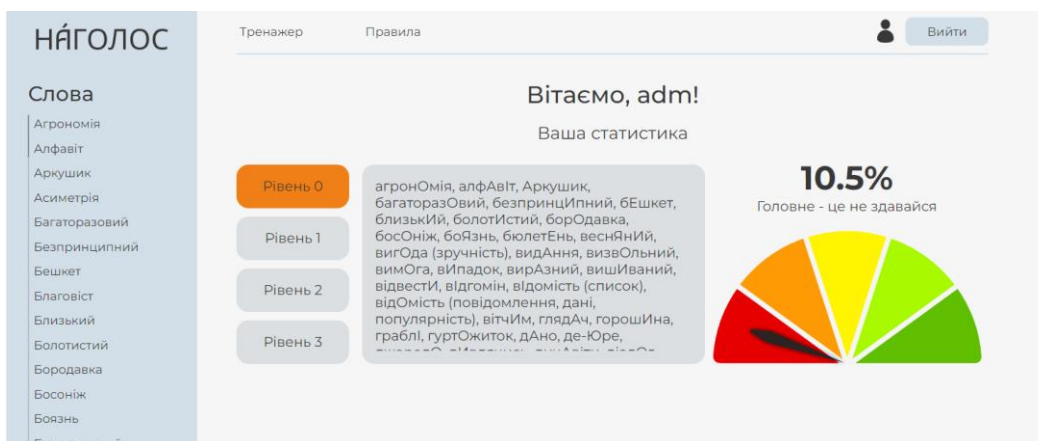 НА́ГОЛОС
Тренажер
Правила
Вийти
Слова
Агрономія
Алфавіт
Аркушик
Асиметрія
Багаторазовий
Безпринципний
Бешкет
Благовіст
Близький
Болотистий
Бородавка
Босоніж
Боязнь
Вітаємо, adm!
Ваша статистика
Рівень 0
Рівень 1
Рівень 2
Рівень 3
агронОмія, алфАвІт, Аркушик,
багаторазОвий, безпринцИпний, бЕшкет,
близькИй, болотИстий, борОдавка,
босОніж, боЯзнь, бюлетЕнь, веснЯнИй,
вигОда (зручність), видАння, визвОльний,
вимОга, вИпадок, вирАзний, вишИваний,
відвестИ, вІдгомін, вІдомість (список),
відОмість (повідомлення, дані,
популярність), вітчИм, глядАч, горошИна,
граблІ, гуртОжиток, дАно, де-Юре,
10.5%
Головне - це не здавайся